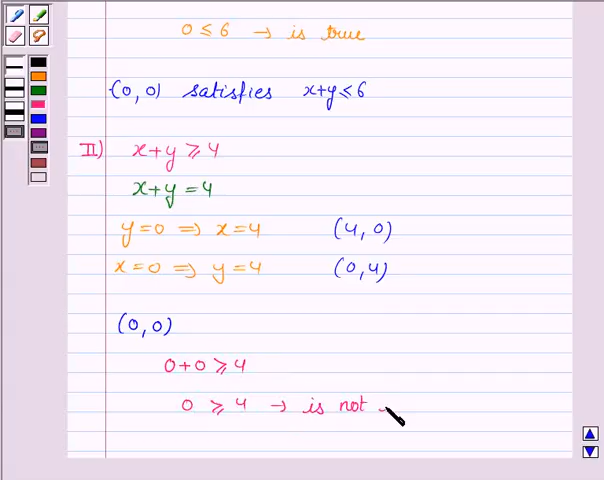 0 ≤ 6 → is true
(0, 0) satisfies x+y ≤ 6
II) x+y ≥ 4
x+y = 4
y=0 ⇒ x=4 (4, 0)
x=0 ⇒ y=4 (0, 4)
(0, 0)
0+0 ≥ 4
0 ≥ 4 → is not